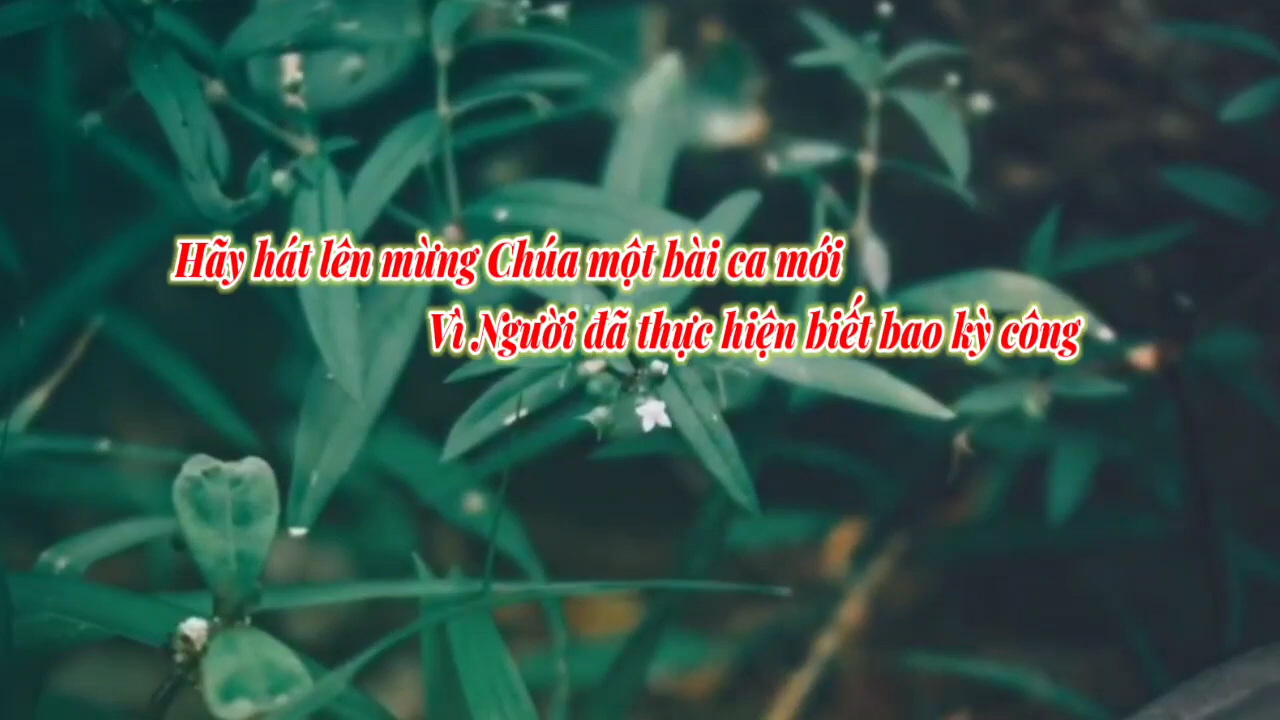 Hãy hát lên mừng Chúa một bài ca mới
Vì Người đã thực hiện biết bao kỳ công